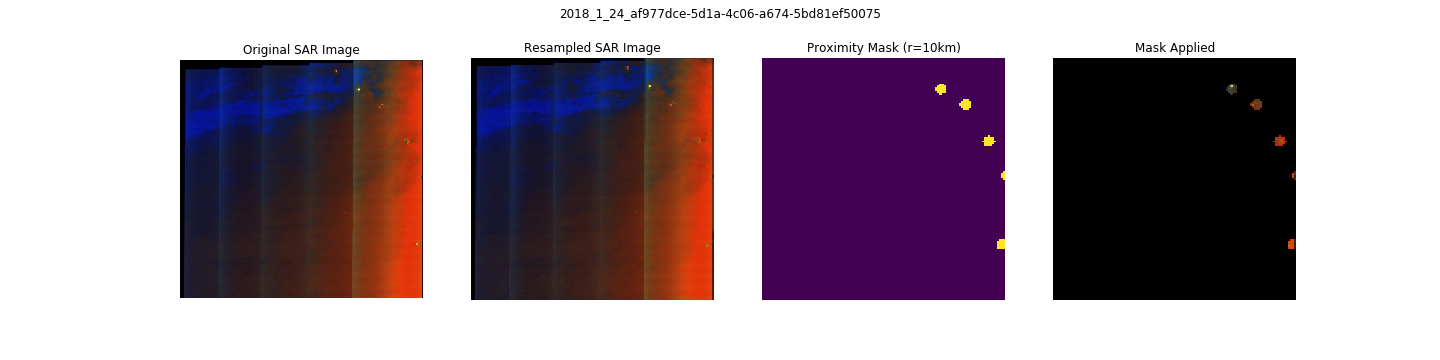 2018_1_24_af977dce-5d1a-4c06-a674-5bd81ef50075
Original SAR Image
Resampled SAR Image
Proximity Mask (r=10km)
Mask Applied